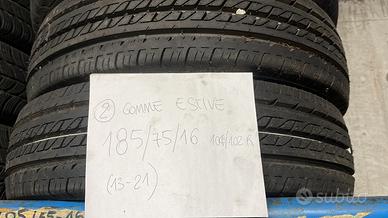 2 GOMME ESTIVE
185/75/16 104/102 R
(13-21)
subito